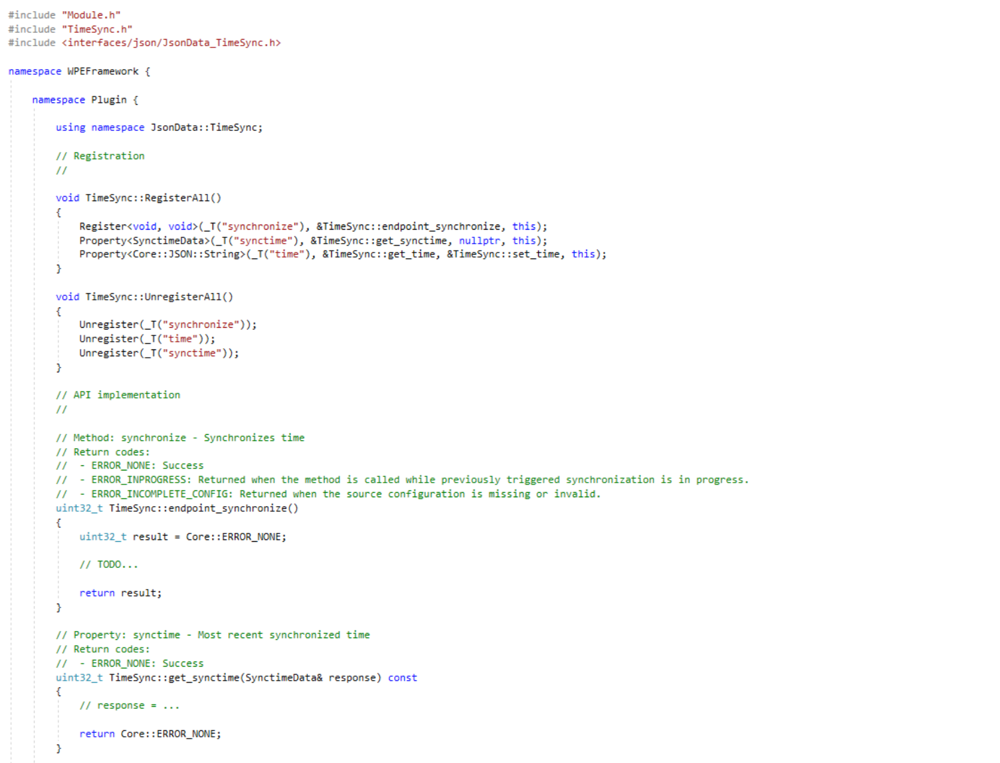 #include "Module.h"
#include "TimeSync.h"
#include <interfaces/json/JsonData_TimeSync.h>
namespace WPEFramework {
namespace Plugin {
using namespace JsonData::TimeSync;
// Registration
//
void TimeSync::RegisterAll()
{
Register<void, void>(_T("synchronize"), &TimeSync::endpoint_synchronize, this);
Property<SynctimeData>(_T("synctime"), &TimeSync::get_synctime, nullptr, this);
Property<Core::JSON::String>(_T("time"), &TimeSync::get_time, &TimeSync::set_time, this);
}
void TimeSync::UnregisterAll()
{
Unregister(_T("synchronize"));
Unregister(_T("time"));
Unregister(_T("synctime"));
}
// API implementation
//
// Method: synchronize - Synchronizes time
// Return codes:
//  - ERROR_NONE: Success
//  - ERROR_INPROGRESS: Returned when the method is called while previously triggered synchronization is in progress.
//  - ERROR_INCOMPLETE_CONFIG: Returned when the source configuration is missing or invalid.
uint32_t TimeSync::endpoint_synchronize()
{
uint32_t result = Core::ERROR_NONE;
// TODO...
return result;
}
// Property: synctime - Most recent synchronized time
// Return codes:
//  - ERROR_NONE: Success
uint32_t TimeSync::get_synctime(SynctimeData& response) const
{
// response = ...
return Core::ERROR_NONE;
}